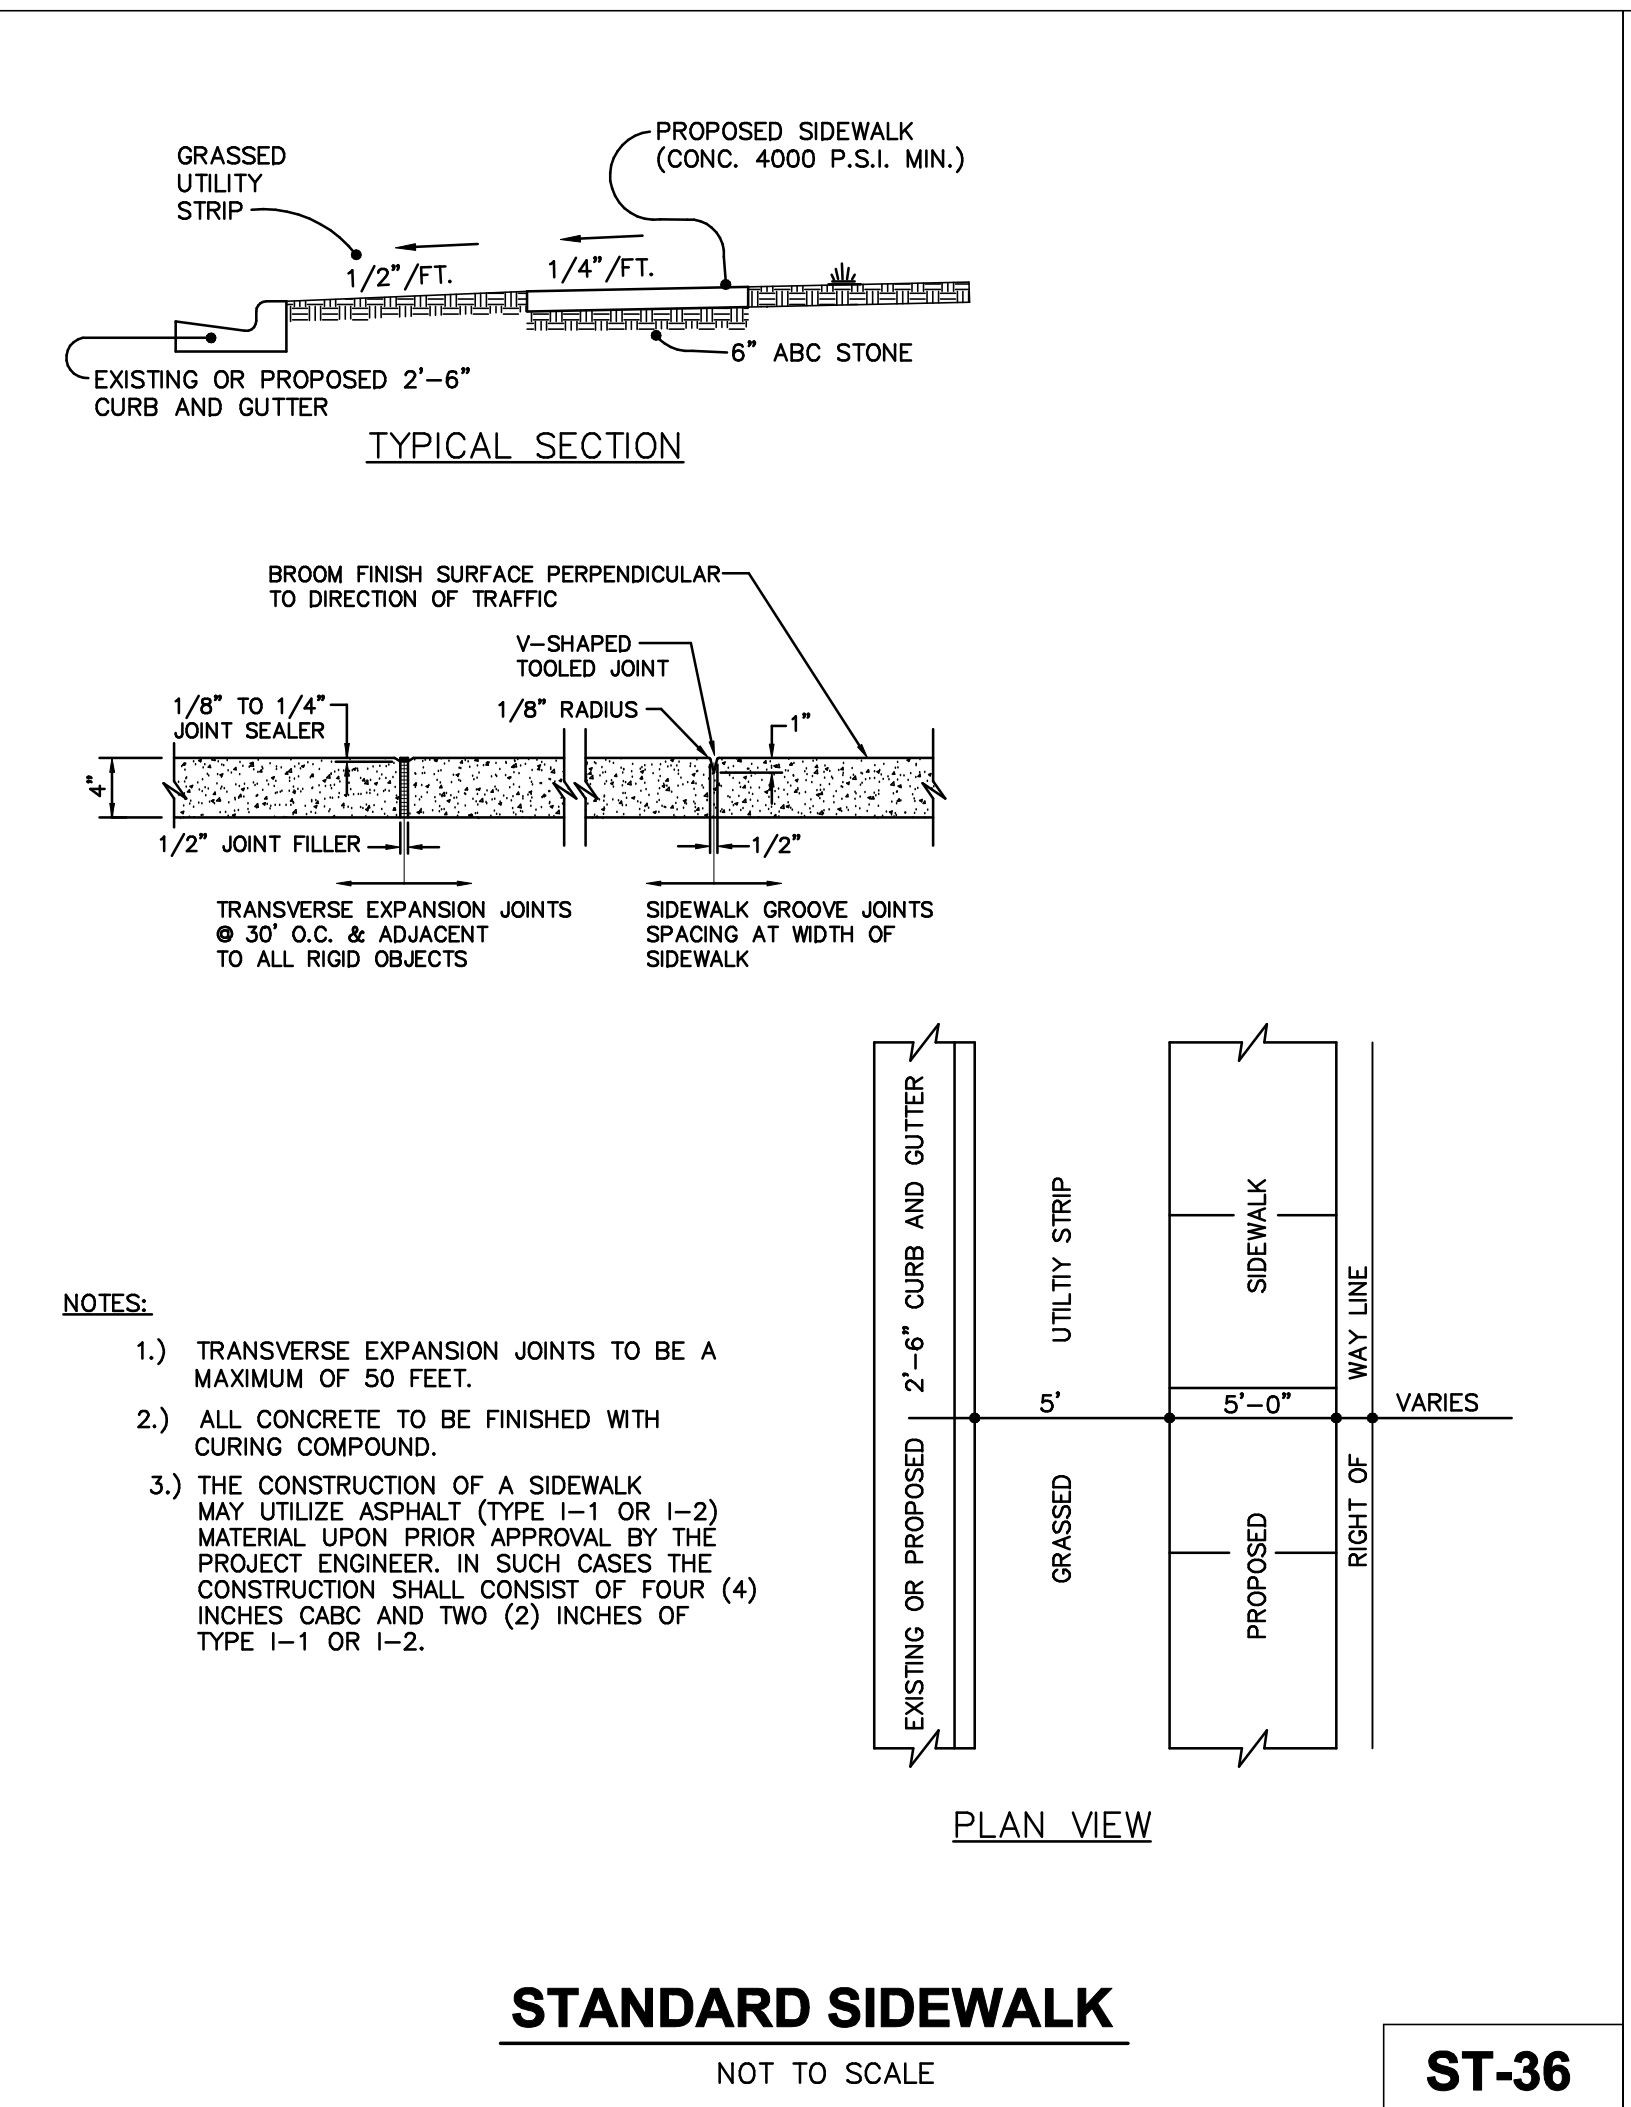 GRASSED
UTILITY
STRIP
PROPOSED SIDEWALK
(CONC. 4000 P.S.I. MIN.)
1/2"/FT.
1/4"/FT.
6" ABC STONE
EXISTING OR PROPOSED 2'-6"
CURB AND GUTTER
TYPICAL SECTION
BROOM FINISH SURFACE PERPENDICULAR
TO DIRECTION OF TRAFFIC
V-SHAPED
TOOLED JOINT
1/8" TO 1/4"
JOINT SEALER
1/8" RADIUS
1"
4"
1/2" JOINT FILLER
1/2"
TRANSVERSE EXPANSION JOINTS
@ 30' O.C. & ADJACENT
TO ALL RIGID OBJECTS
SIDEWALK GROOVE JOINTS
SPACING AT WIDTH OF
SIDEWALK
EXISTING OR PROPOSED 2'-6" CURB AND GUTTER
GRASSED UTILTIY STRIP
PROPOSED SIDEWALK
RIGHT OF WAY LINE
5'
5'-0"
VARIES
PLAN VIEW
NOTES:
1.) TRANSVERSE EXPANSION JOINTS TO BE A
MAXIMUM OF 50 FEET.
2.) ALL CONCRETE TO BE FINISHED WITH
CURING COMPOUND.
3.) THE CONSTRUCTION OF A SIDEWALK
MAY UTILIZE ASPHALT (TYPE I-1 OR I-2)
MATERIAL UPON PRIOR APPROVAL BY THE
PROJECT ENGINEER. IN SUCH CASES THE
CONSTRUCTION SHALL CONSIST OF FOUR (4)
INCHES CABC AND TWO (2) INCHES OF
TYPE I-1 OR I-2.
STANDARD SIDEWALK
NOT TO SCALE
ST-36